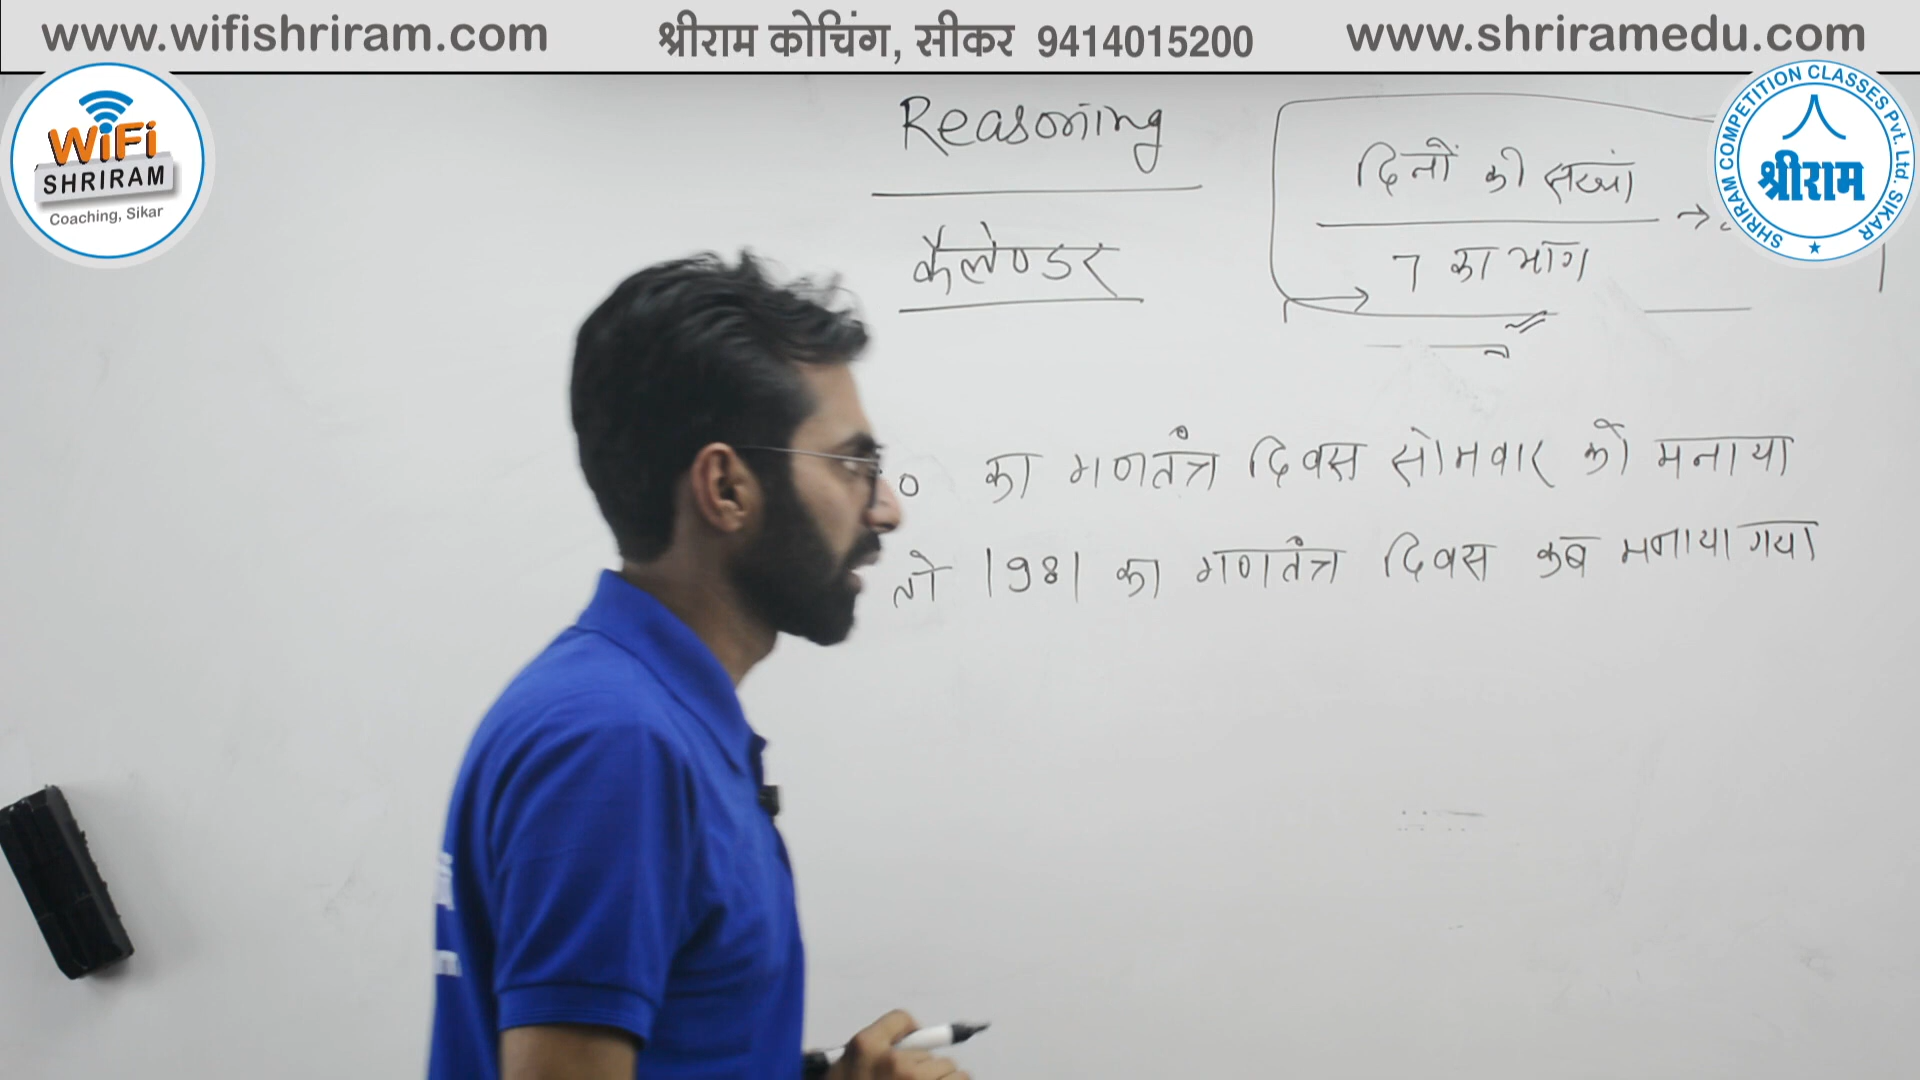 www.wifishriram.com
श्रीराम कोचिंग, सीकर 9414015200
www.shriramedu.com
WiFi
SHRIRAM
Coaching, Sikar
SHRIRAM COMPETITION CLASSES Pvt. Ltd. SIKAR
श्रीराम
Reasoning
कैलेण्डर
दिनों की संख्या
7 का भाग
0 का गणतंत्र दिवस सोमवार को मनाया
तो 1981 का गणतंत्र दिवस कब मनाया गया